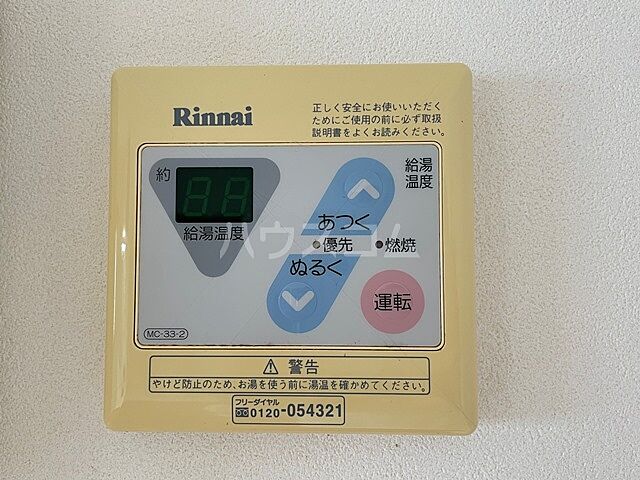 Rinnai
正しく安全にお使いいただく
ためにご使用の前に必ず取扱
説明書をよくお読みください。
約
88
給湯温度
給湯
温度
あつく
優先
燃焼
ぬるく
運転
MC-33-2
ハウスコム
⚠ 警告
やけど防止のため、お湯を使う前に湯温を確かめてください。
フリーダイヤル
0120-054321